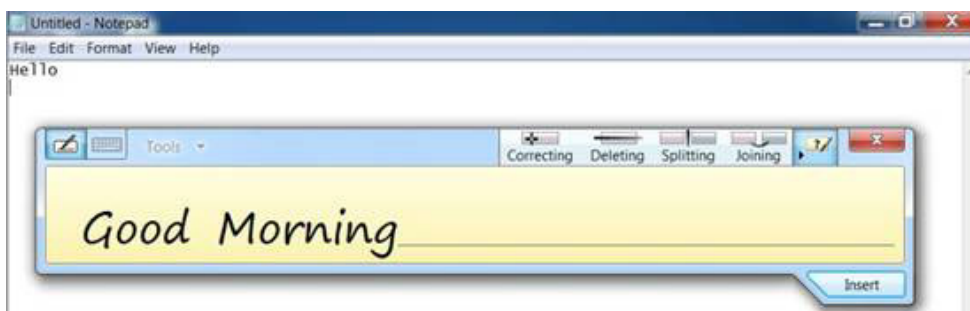 Untitled - Notepad
File Edit Format View Help
Hello
Tools
Correcting Deleting Splitting Joining
Good Morning
Insert